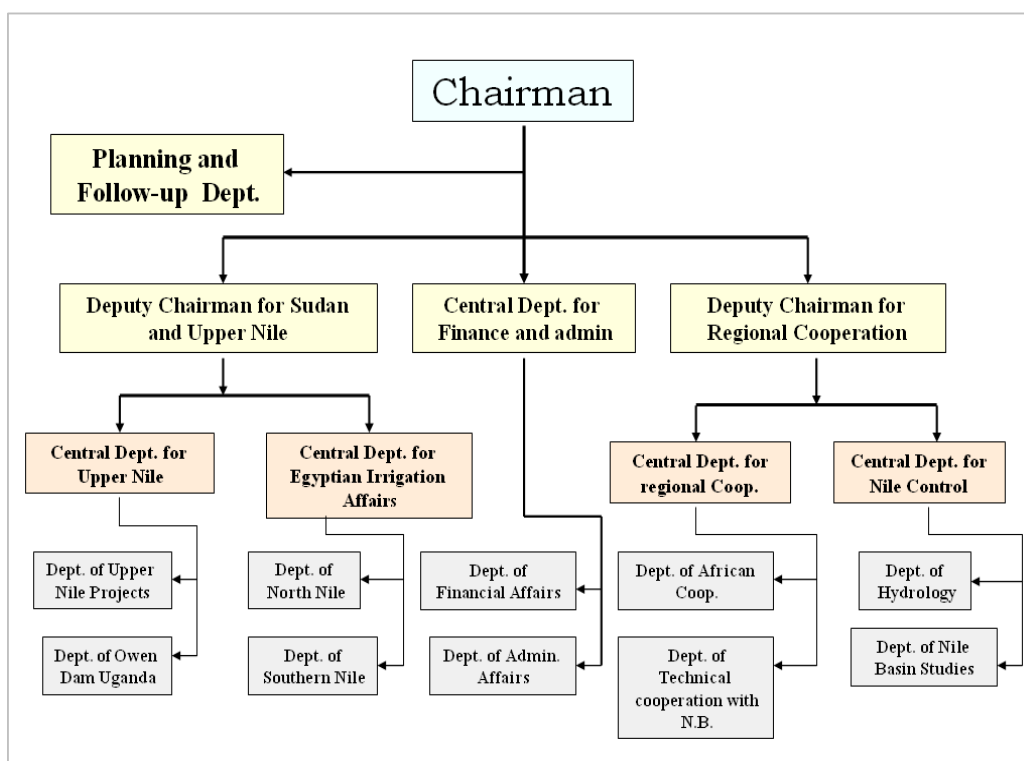 Chairman
Planning and
Follow-up Dept.
Deputy Chairman for Sudan
and Upper Nile
Central Dept. for
Finance and admin
Deputy Chairman for
Regional Cooperation
Central Dept. for
Upper Nile
Central Dept. for
Egyptian Irrigation
Affairs
Central Dept. for
regional Coop.
Central Dept. for
Nile Control
Dept. of Upper
Nile Projects
Dept. of
North Nile
Dept. of
Financial Affairs
Dept. of African
Coop.
Dept. of
Hydrology
Dept. of Owen
Dam Uganda
Dept. of
Southern Nile
Dept. of Admin.
Affairs
Dept. of
Technical
cooperation with
N.B.
Dept. of Nile
Basin Studies